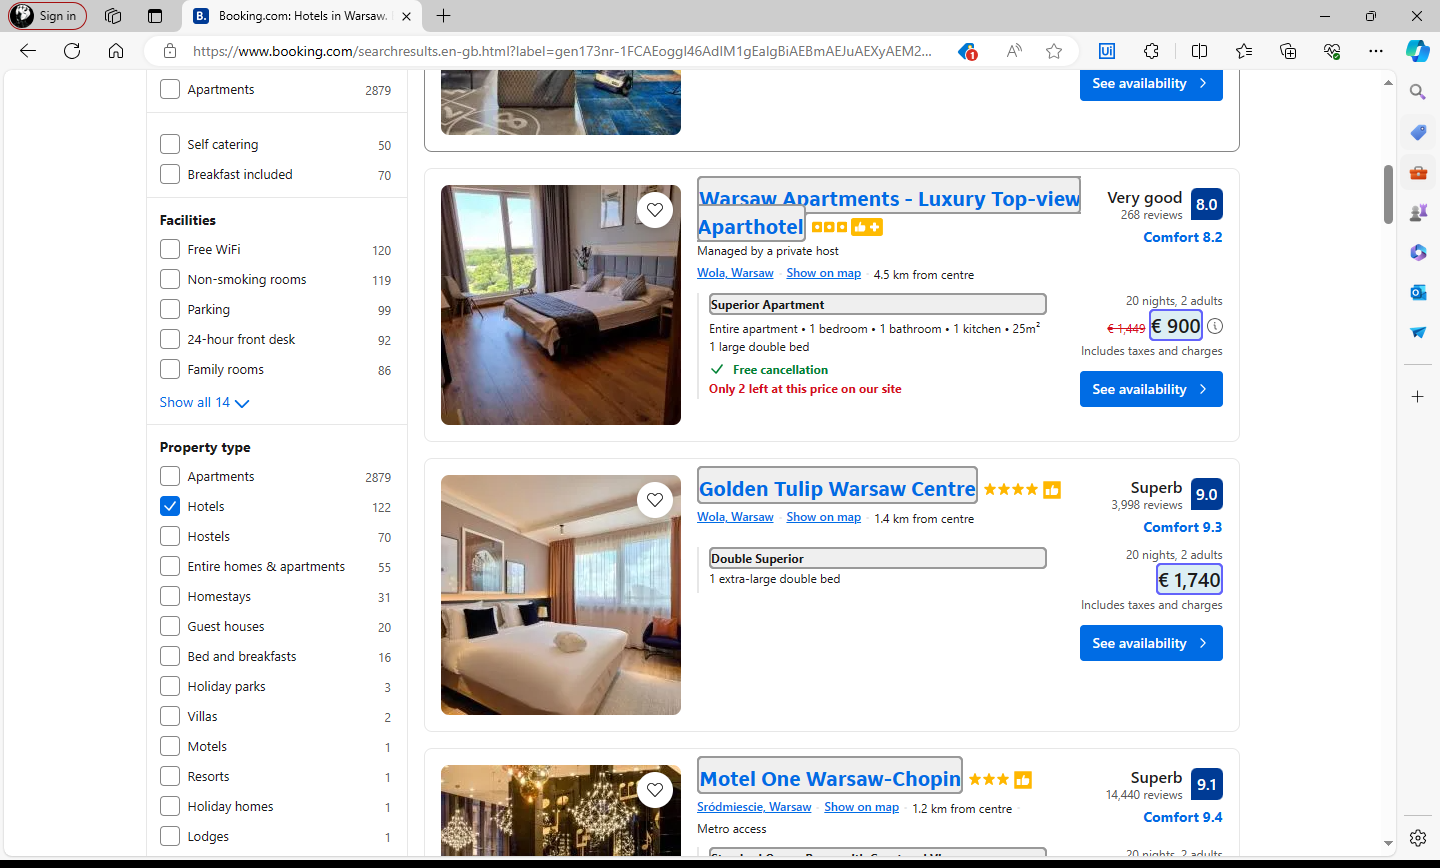 Sign in
Booking.com: Hotels in Warsaw.
https://www.booking.com/searchresults.en-gb.html?label=gen173nr-1FCAEoggI46AdIM1gEaIgBiAEBmAEJuAEXyAEM2...
1
Ui
Apartments 2879
Self catering 50
Breakfast included 70
Facilities
Free WiFi 120
Non-smoking rooms 119
Parking 99
24-hour front desk 92
Family rooms 86
Show all 14
Property type
Apartments 2879
Hotels 122
Hostels 70
Entire homes & apartments 55
Homestays 31
Guest houses 20
Bed and breakfasts 16
Holiday parks 3
Villas 2
Motels 1
Resorts 1
Holiday homes 1
Lodges 1
See availability
Warsaw Apartments - Luxury Top-view
Aparthotel
Managed by a private host
Wola, Warsaw Show on map 4.5 km from centre
Very good 8.0
268 reviews
Comfort 8.2
Superior Apartment
Entire apartment • 1 bedroom • 1 bathroom • 1 kitchen • 25m²
1 large double bed
Free cancellation
Only 2 left at this price on our site
20 nights, 2 adults
€ 1,449 € 900
Includes taxes and charges
See availability
Golden Tulip Warsaw Centre
Wola, Warsaw Show on map 1.4 km from centre
Superb 9.0
3,998 reviews
Comfort 9.3
Double Superior
1 extra-large double bed
20 nights, 2 adults
€ 1,740
Includes taxes and charges
See availability
Motel One Warsaw-Chopin
Sródmiescie, Warsaw Show on map 1.2 km from centre
Metro access
Superb 9.1
14,440 reviews
Comfort 9.4
20 nights, 2 adults